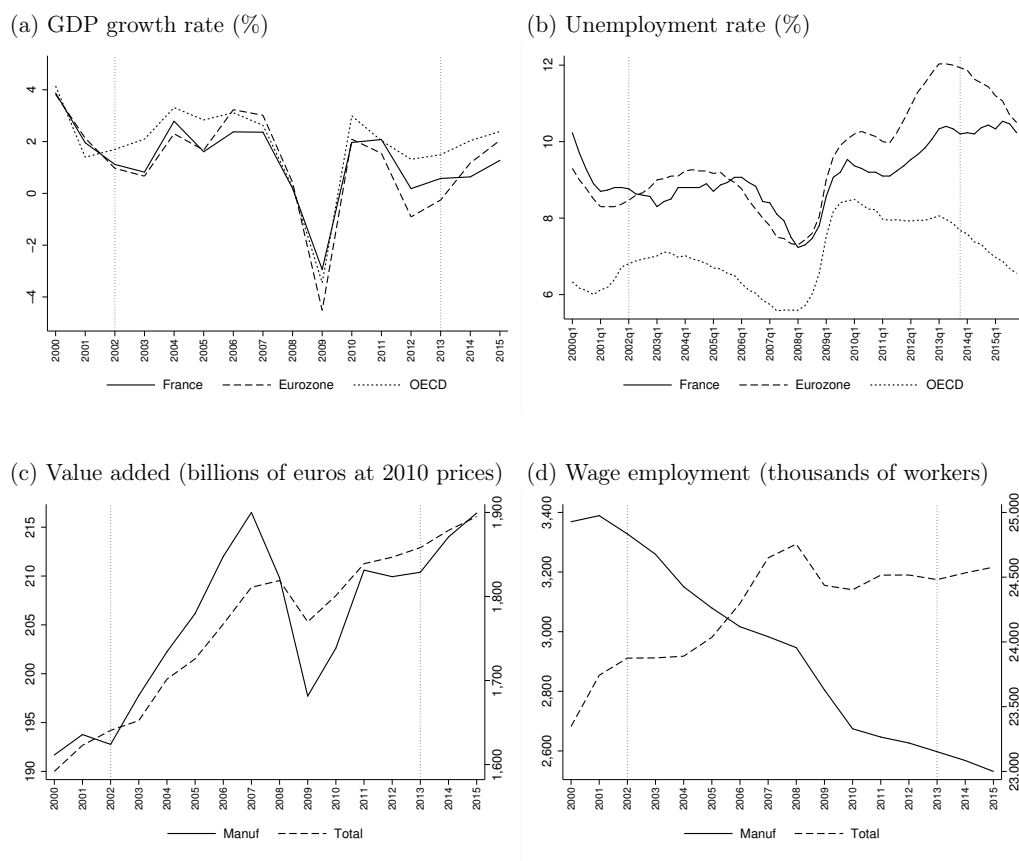 (a) GDP growth rate (%)
4
2
0
-2
-4
2000 2001 2002 2003 2004 2005 2006 2007 2008 2009 2010 2011 2012 2013 2014 2015
France Eurozone OECD
(b) Unemployment rate (%)
12
10
8
6
2000q1 2001q1 2002q1 2003q1 2004q1 2005q1 2006q1 2007q1 2008q1 2009q1 2010q1 2011q1 2012q1 2013q1 2014q1 2015q1
France Eurozone OECD
(c) Value added (billions of euros at 2010 prices)
215
210
205
200
195
190
1,900
1,800
1,700
1,600
2000 2001 2002 2003 2004 2005 2006 2007 2008 2009 2010 2011 2012 2013 2014 2015
Manuf Total
(d) Wage employment (thousands of workers)
3,400
3,200
3,000
2,800
2,600
25,000
24,500
24,000
23,500
23,000
2000 2001 2002 2003 2004 2005 2006 2007 2008 2009 2010 2011 2012 2013 2014 2015
Manuf Total